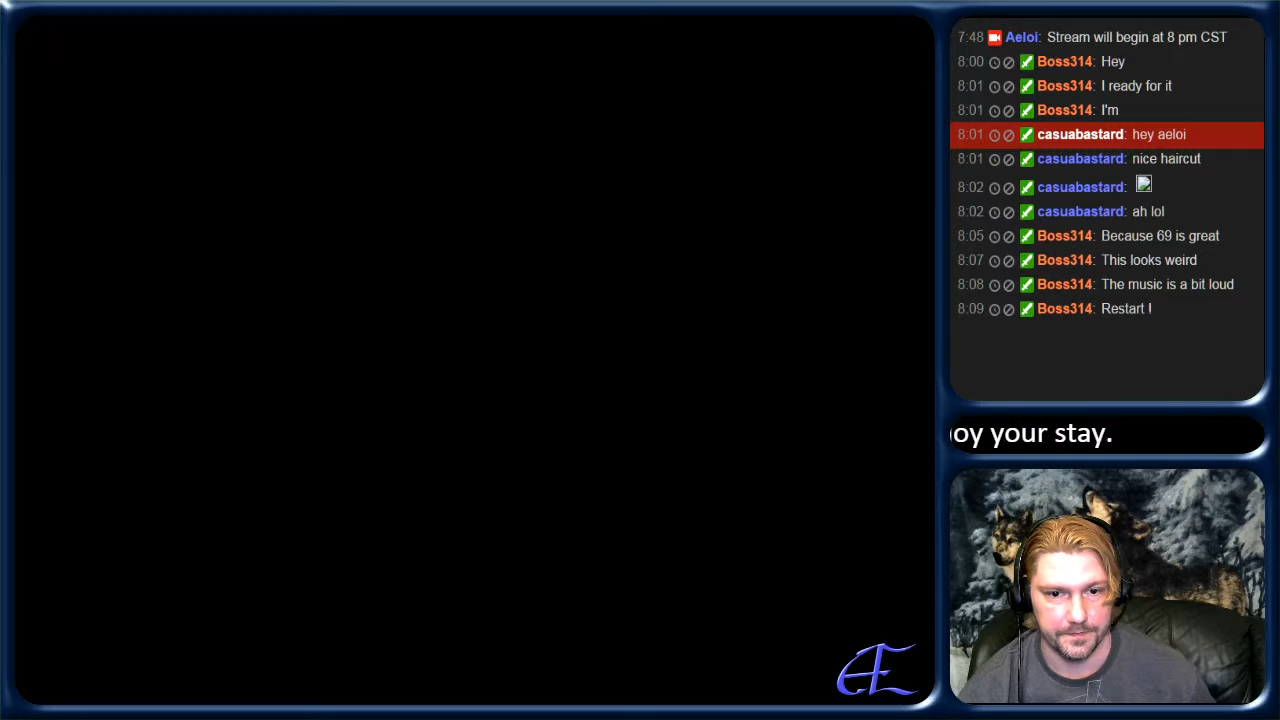 7:48 Aeloi: Stream will begin at 8 pm CST
8:00 Boss314: Hey
8:01 Boss314: I ready for it
8:01 Boss314: I'm
8:01 casuabastard: hey aeloi
8:01 casuabastard: nice haircut
8:02 casuabastard:
8:02 casuabastard: ah lol
8:05 Boss314: Because 69 is great
8:07 Boss314: This looks weird
8:08 Boss314: The music is a bit loud
8:09 Boss314: Restart !
oy your stay.